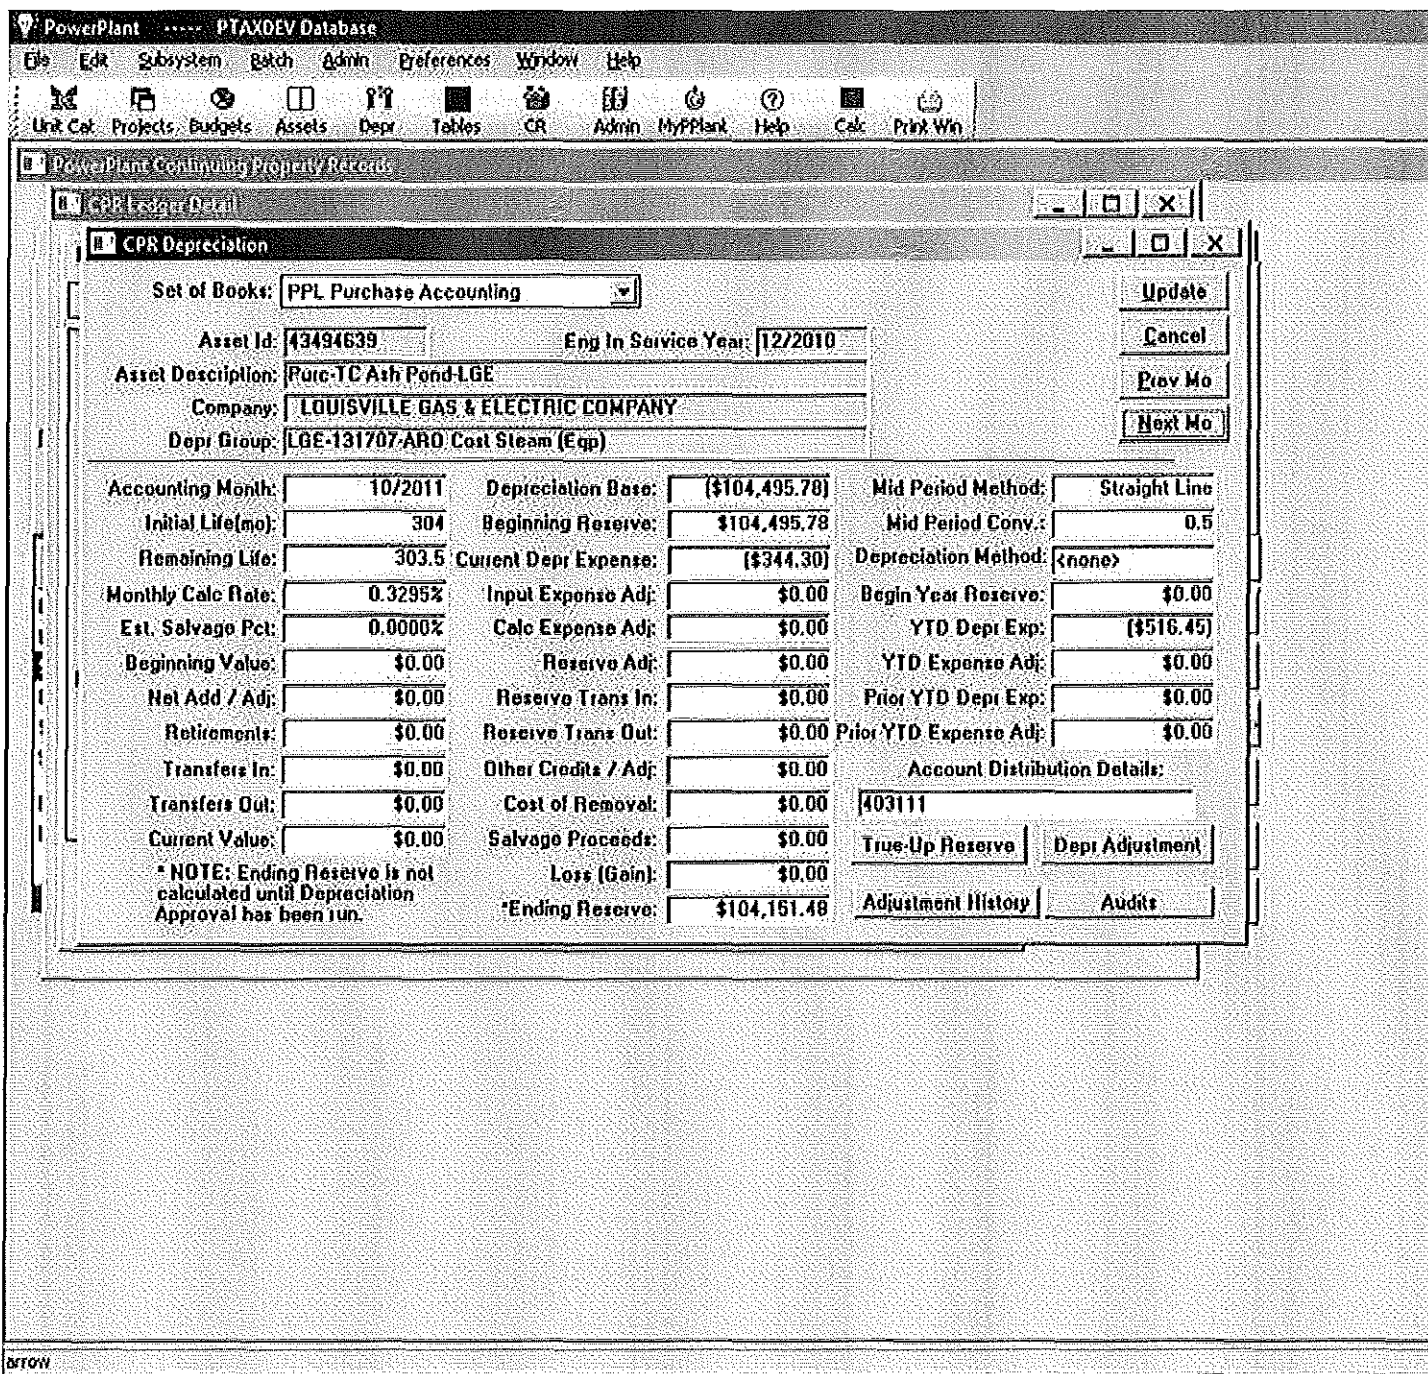 PowerPlant ----- PTAXDEV Database
File Edit Subsystem Batch Admin Preferences Window Help
Unit Cat Projects Budgets Assets Depr Tables CR Admin MyPPlant Help Calc Print Win
PowerPlant Continuing Property Records
CPR Ledger Detail
CPR Depreciation
Set of Books: PPL Purchase Accounting
Update
Asset Id: 43494639 Eng In Service Year: 12/2010
Cancel
Asset Description: Purc-TC Ash Pond-LGE
Prev Mo
Company: LOUISVILLE GAS & ELECTRIC COMPANY
Next Mo
Depr Group: LGE-131707-ARO Cost Steam (Eqp)
Accounting Month: 10/2011 Depreciation Base: ($104,495.78) Mid Period Method: Straight Line
Initial Life(mo): 304 Beginning Reserve: $104,495.78 Mid Period Conv.: 0.5
Remaining Life: 303.5 Current Depr Expense: ($344.30) Depreciation Method: <none>
Monthly Calc Rate: 0.3295% Input Expense Adj: $0.00 Begin Year Reserve: $0.00
Est. Salvage Pct: 0.0000% Calc Expense Adj: $0.00 YTD Depr Exp: ($516.45)
Beginning Value: $0.00 Reserve Adj: $0.00 YTD Expense Adj: $0.00
Net Add / Adj: $0.00 Reserve Trans In: $0.00 Prior YTD Depr Exp: $0.00
Retirements: $0.00 Reserve Trans Out: $0.00 Prior YTD Expense Adj: $0.00
Transfers In: $0.00 Other Credits / Adj: $0.00 Account Distribution Details:
Transfers Out: $0.00 Cost of Removal: $0.00 403111
Current Value: $0.00 Salvage Proceeds: $0.00 True-Up Reserve Depr Adjustment
* NOTE: Ending Reserve is not Loss (Gain): $0.00
calculated until Depreciation
Approval has been run. *Ending Reserve: $104,151.48 Adjustment History Audits
arrow